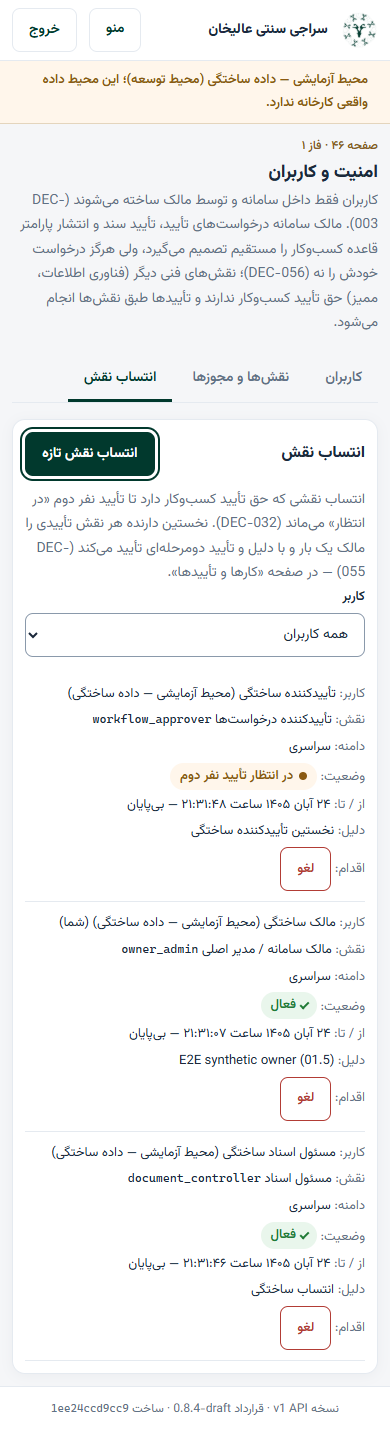 سراجی سنتی عالیخان
منو
خروج
محیط آزمایشی — داده ساختگی (محیط توسعه)؛ این محیط داده
واقعی کارخانه ندارد.
صفحه ۴۶ · فاز ۱
امنیت و کاربران
کاربران فقط داخل سامانه و توسط مالک ساخته می‌شوند (DEC-
003). مالک سامانه درخواست‌های تأیید، تأیید سند و انتشار پارامتر
قاعده کسب‌وکار را مستقیم تصمیم می‌گیرد، ولی هرگز درخواست
خودش را نه (DEC-056)؛ نقش‌های فنی دیگر (فناوری اطلاعات،
ممیز) حق تأیید کسب‌وکار ندارند و تأییدها طبق نقش‌ها انجام
می‌شود.
کاربران
نقش‌ها و مجوزها
انتساب نقش
انتساب نقش
انتساب نقش تازه
انتساب نقشی که حق تأیید کسب‌وکار دارد تا تأیید نفر دوم «در
انتظار» می‌ماند (DEC-032). نخستین دارنده هر نقش تأییدی را
مالک یک بار و با دلیل و تأیید دومرحله‌ای تأیید می‌کند (DEC-
055) — در صفحه «کارها و تأییدها».
کاربر
همه کاربران
کاربر: تأییدکننده ساختگی (محیط آزمایشی — داده ساختگی)
نقش: تأییدکننده درخواست‌ها workflow_approver
دامنه: سراسری
وضعیت: در انتظار تأیید نفر دوم
از / تا: ۲۴ آبان ۱۴۰۵ ساعت ۲۱:۳۱:۴۸ — بی‌پایان
دلیل: نخستین تأییدکننده ساختگی
اقدام: لغو
کاربر: مالک ساختگی (محیط آزمایشی — داده ساختگی) (شما)
نقش: مالک سامانه / مدیر اصلی owner_admin
دامنه: سراسری
وضعیت: فعال
از / تا: ۲۴ آبان ۱۴۰۵ ساعت ۲۱:۳۱:۰۷ — بی‌پایان
دلیل: E2E synthetic owner (01.5)
اقدام: لغو
کاربر: مسئول اسناد ساختگی (محیط آزمایشی — داده ساختگی)
نقش: مسئول اسناد document_controller
دامنه: سراسری
وضعیت: فعال
از / تا: ۲۴ آبان ۱۴۰۵ ساعت ۲۱:۳۱:۴۶ — بی‌پایان
دلیل: انتساب ساختگی
اقدام: لغو
نسخه API v1 · قرارداد 0.8.4-draft · ساخت 1ee24ccd9cc9